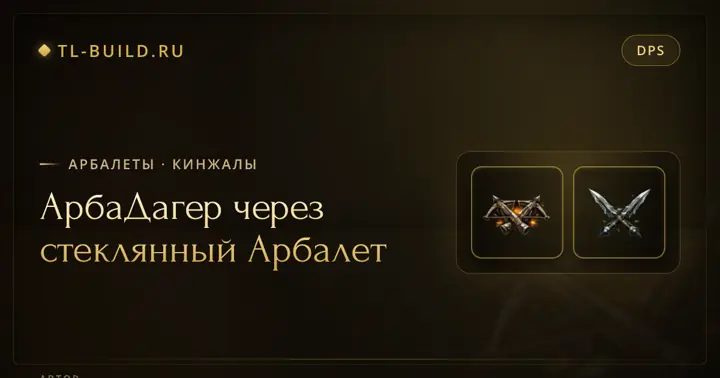 TL-BUILD.RU
DPS
АРБАЛЕТЫ · КИНЖАЛЫ
АрбаДагер через
стеклянный Арбалет